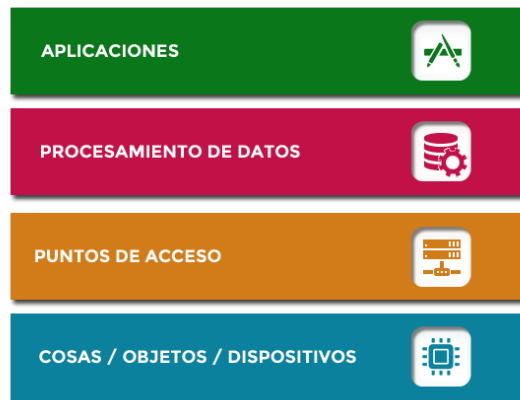 APLICACIONES
PROCESAMIENTO DE DATOS
PUNTOS DE ACCESO
COSAS / OBJETOS / DISPOSITIVOS